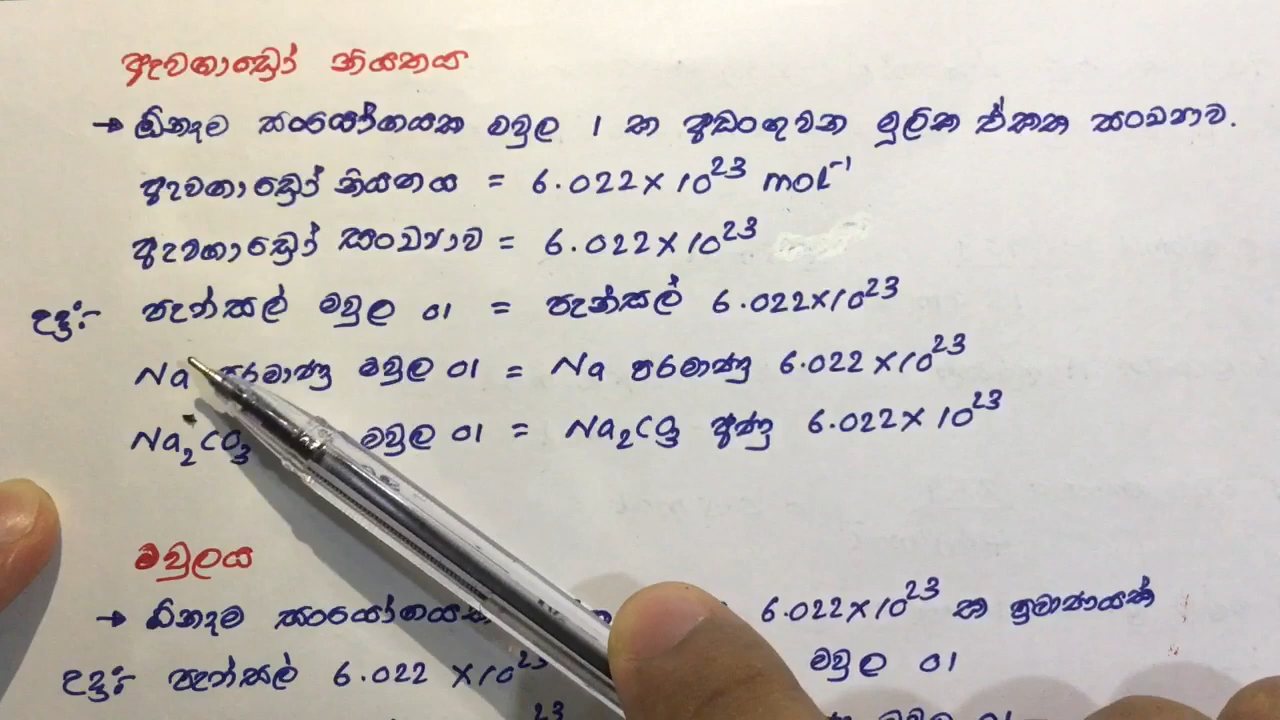 ඇවගාඩ්‍රෝ නියතය
→ ඕනෑම සංයෝගයක මවුල 1 ක අඩංගුවන මූලික ඒකක සංඛ්‍යාව.
ඇවගාඩ්‍රෝ නියතය = 6.022×10²³ mol⁻¹
ඇවගාඩ්‍රෝ සංඛ්‍යාව = 6.022×10²³
උදු:- පැන්සල් මවුල 01 = පැන්සල් 6.022×10²³
Na පරමාණු මවුල 01 = Na පරමාණු 6.022×10²³
Na₂CO₃ මවුල 01 = Na₂CO₃ අණු 6.022×10²³
මවුලය
→ ඕනෑම සංයෝගයක 6.022×10²³ ක ප්‍රමාණයක්
උදු:- පැන්සල් 6.022×10²³ මවුල 01